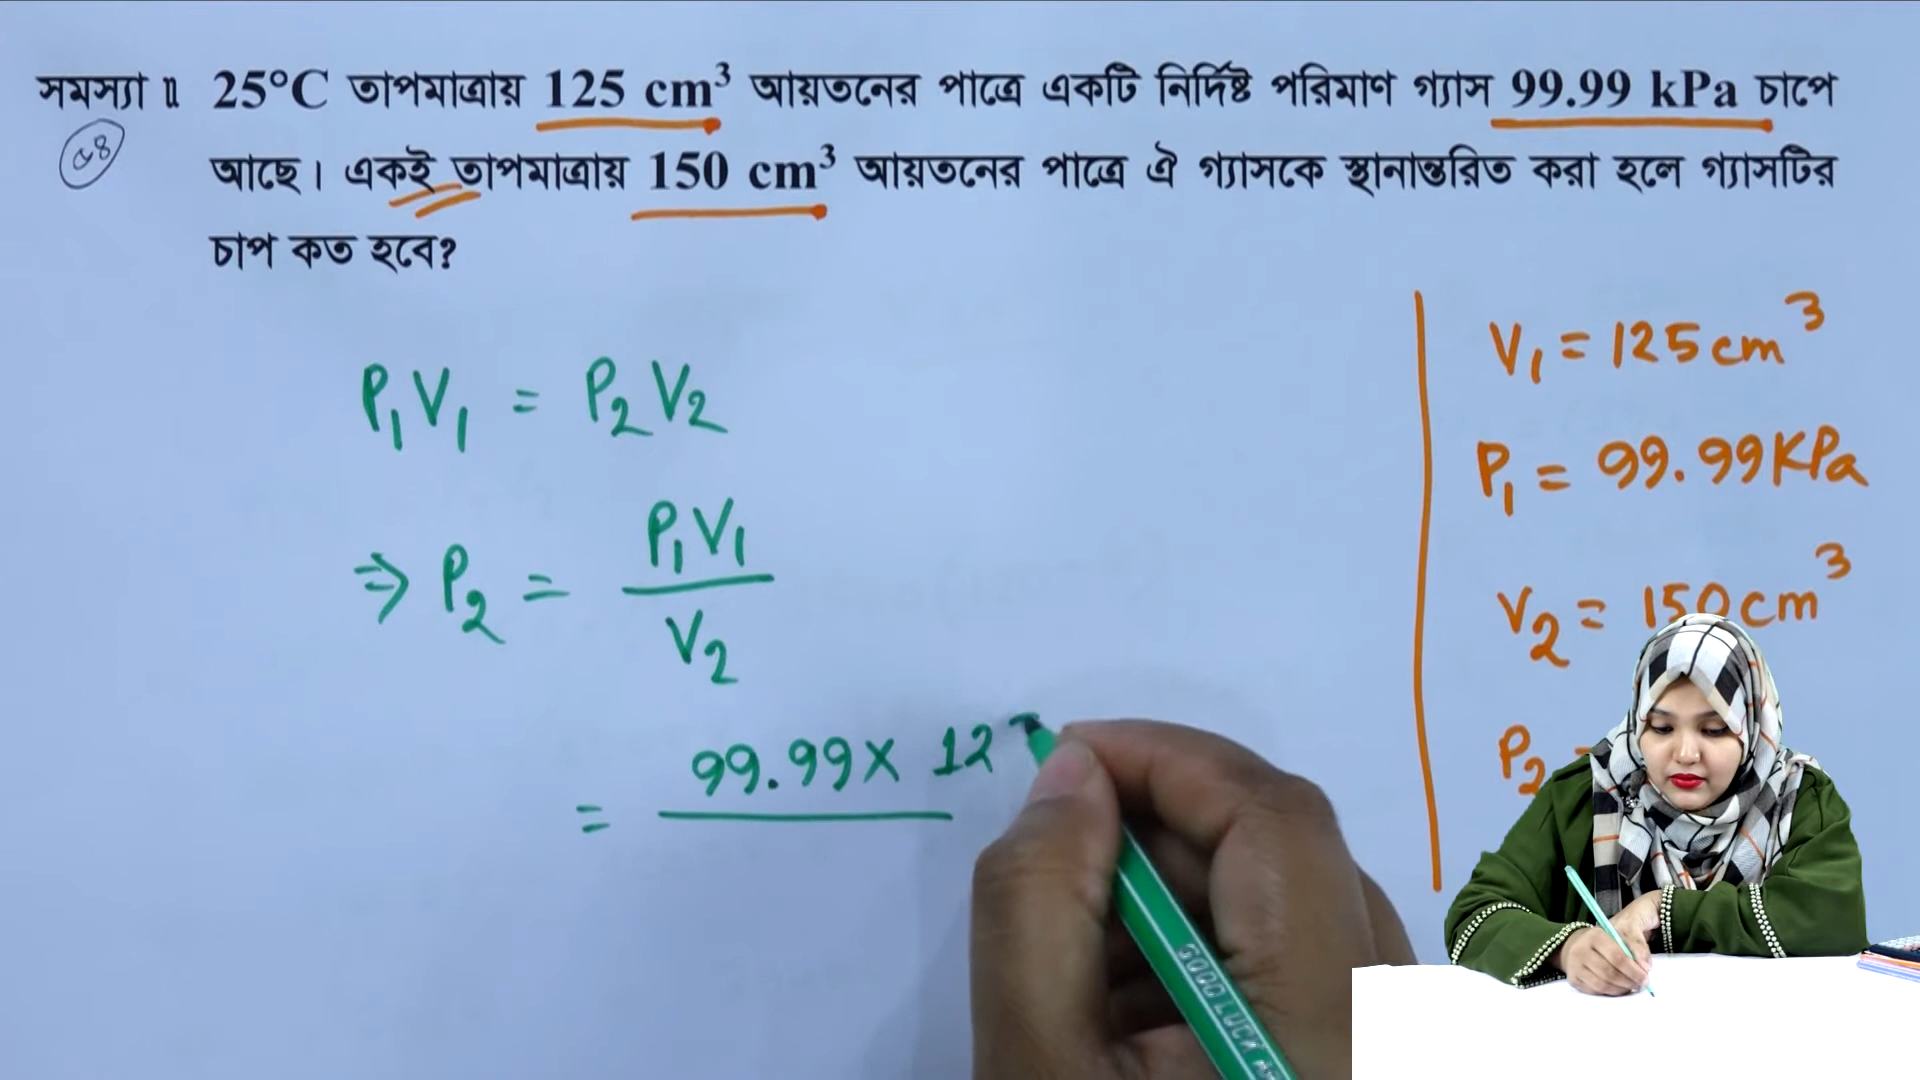 সমস্যা ॥ 25°C তাপমাত্রায় 125 cm³ আয়তনের পাত্রে একটি নির্দিষ্ট পরিমাণ গ্যাস 99.99 kPa চাপে
আছে। একই তাপমাত্রায় 150 cm³ আয়তনের পাত্রে ঐ গ্যাসকে স্থানান্তরিত করা হলে গ্যাসটির
চাপ কত হবে?
P₁V₁ = P₂V₂
⇒ P₂ = P₁V₁ / V₂
= 99.99 × 12
V₁ = 125 cm³
P₁ = 99.99 KPa
V₂ = 150 cm³
P₂
GOOD LUCK